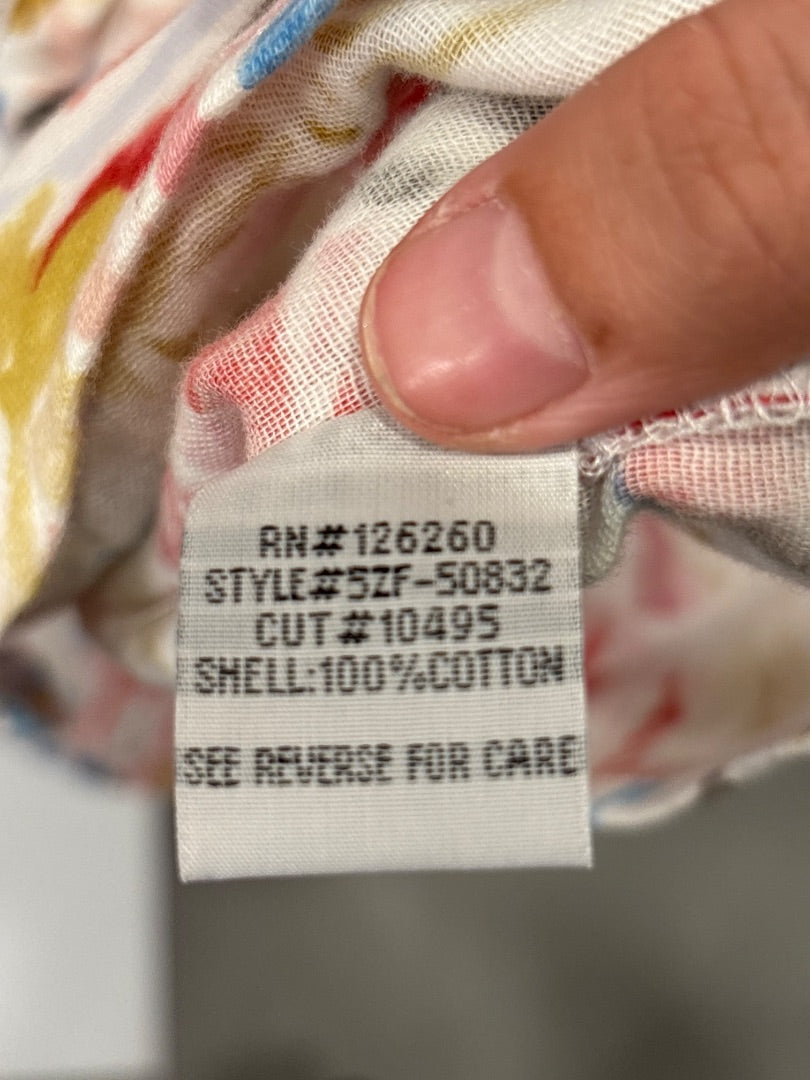 RN#126260
STYLE#5ZF-50832
CUT#10495
SHELL:100%COTTON
SEE REVERSE FOR CARE